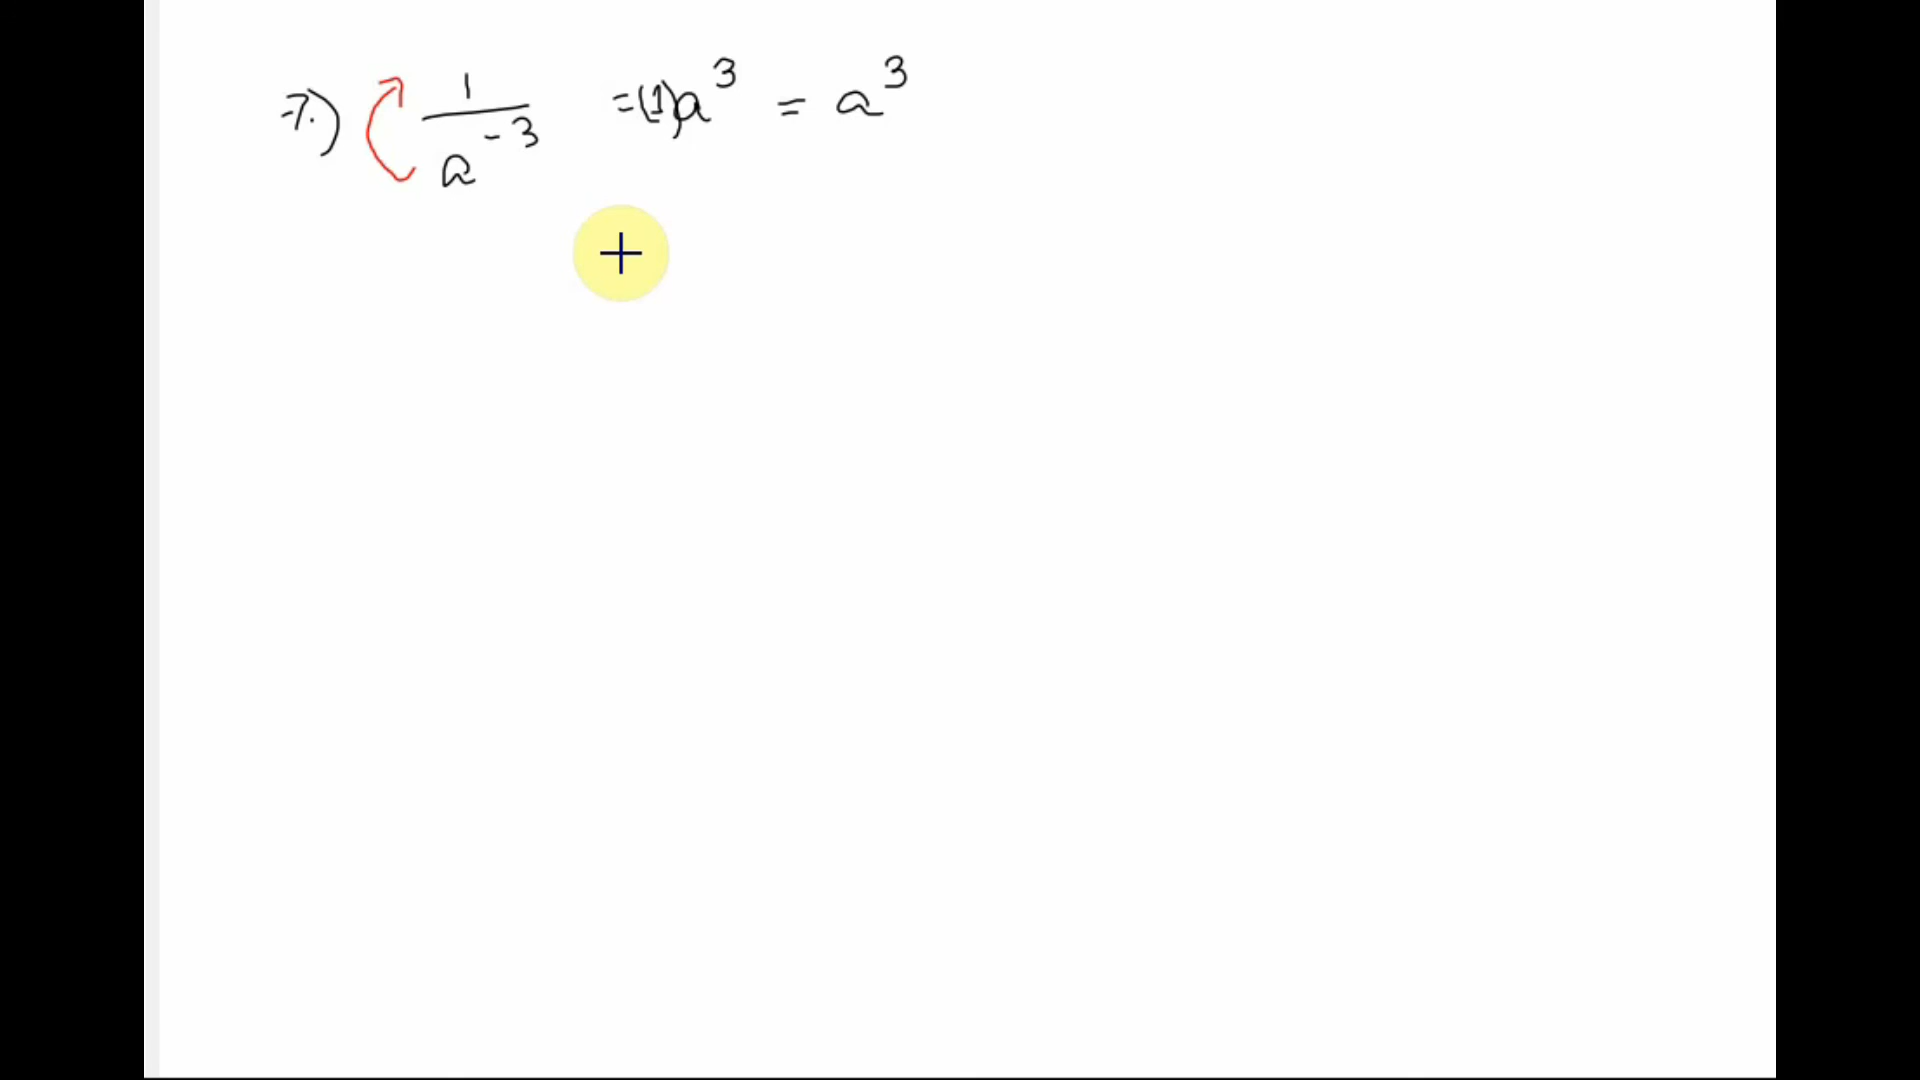 7.) 1/a^-3 = (1)a^3 = a^3